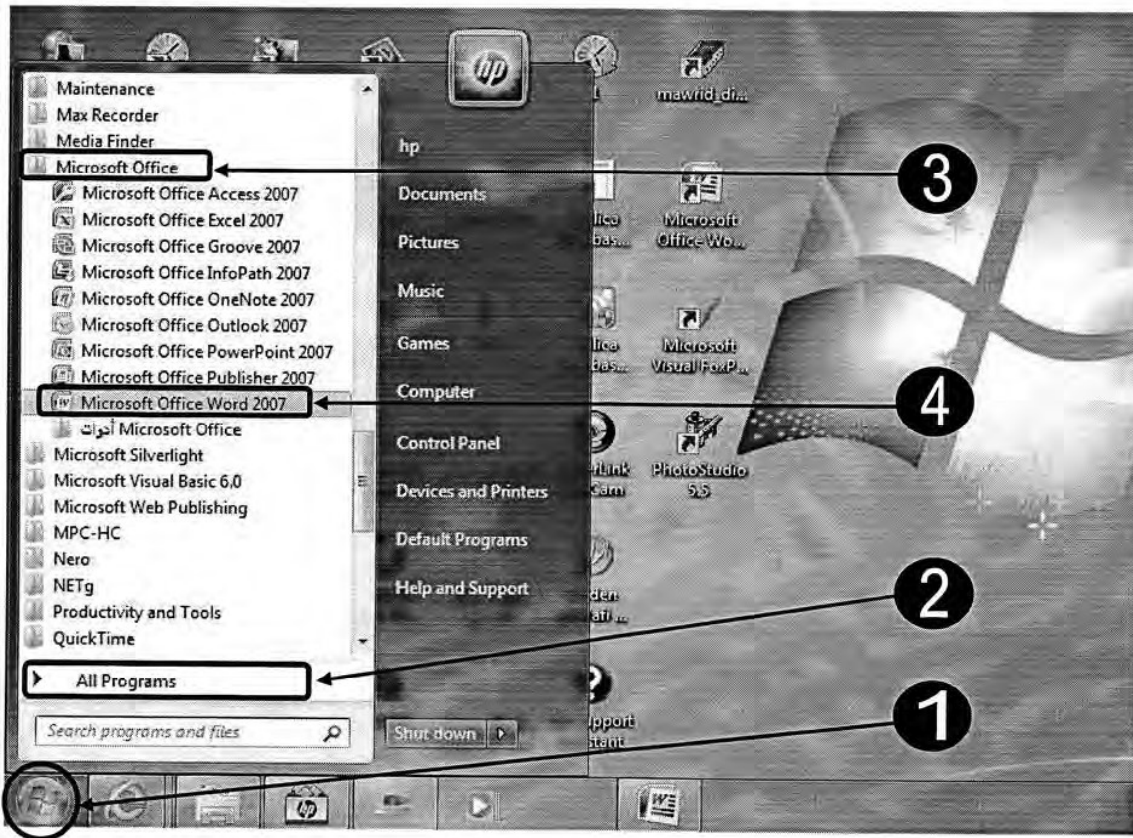 hp
Maintenance
Max Recorder
Media Finder
Microsoft Office
Microsoft Office Access 2007
Microsoft Office Excel 2007
Microsoft Office Groove 2007
Microsoft Office InfoPath 2007
Microsoft Office OneNote 2007
Microsoft Office Outlook 2007
Microsoft Office PowerPoint 2007
Microsoft Office Publisher 2007
Microsoft Office Word 2007
أدوات Microsoft Office
Microsoft Silverlight
Microsoft Visual Basic 6.0
Microsoft Web Publishing
MPC-HC
Nero
NETg
Productivity and Tools
QuickTime
All Programs
Search programs and files
hp
Documents
Pictures
Music
Games
Computer
Control Panel
Devices and Printers
Default Programs
Help and Support
Shut down
mawrid_di...
Microsoft
Office Wo...
Microsoft
Visual FoxP...
PhotoStudio
5.5
3
4
2
1
hp